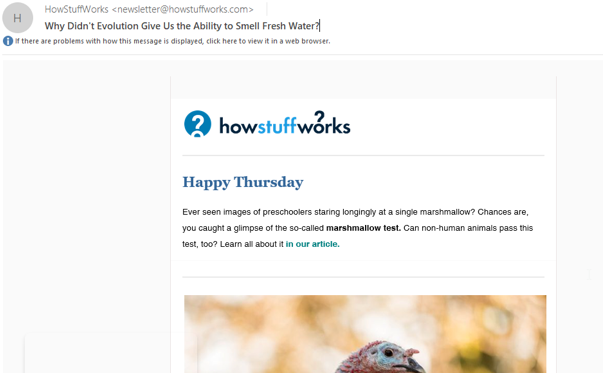 H
HowStuffWorks <newsletter@howstuffworks.com>
Why Didn't Evolution Give Us the Ability to Smell Fresh Water?
If there are problems with how this message is displayed, click here to view it in a web browser.
? howstuffworks
Happy Thursday
Ever seen images of preschoolers staring longingly at a single marshmallow? Chances are,
you caught a glimpse of the so-called marshmallow test. Can non-human animals pass this
test, too? Learn all about it in our article.